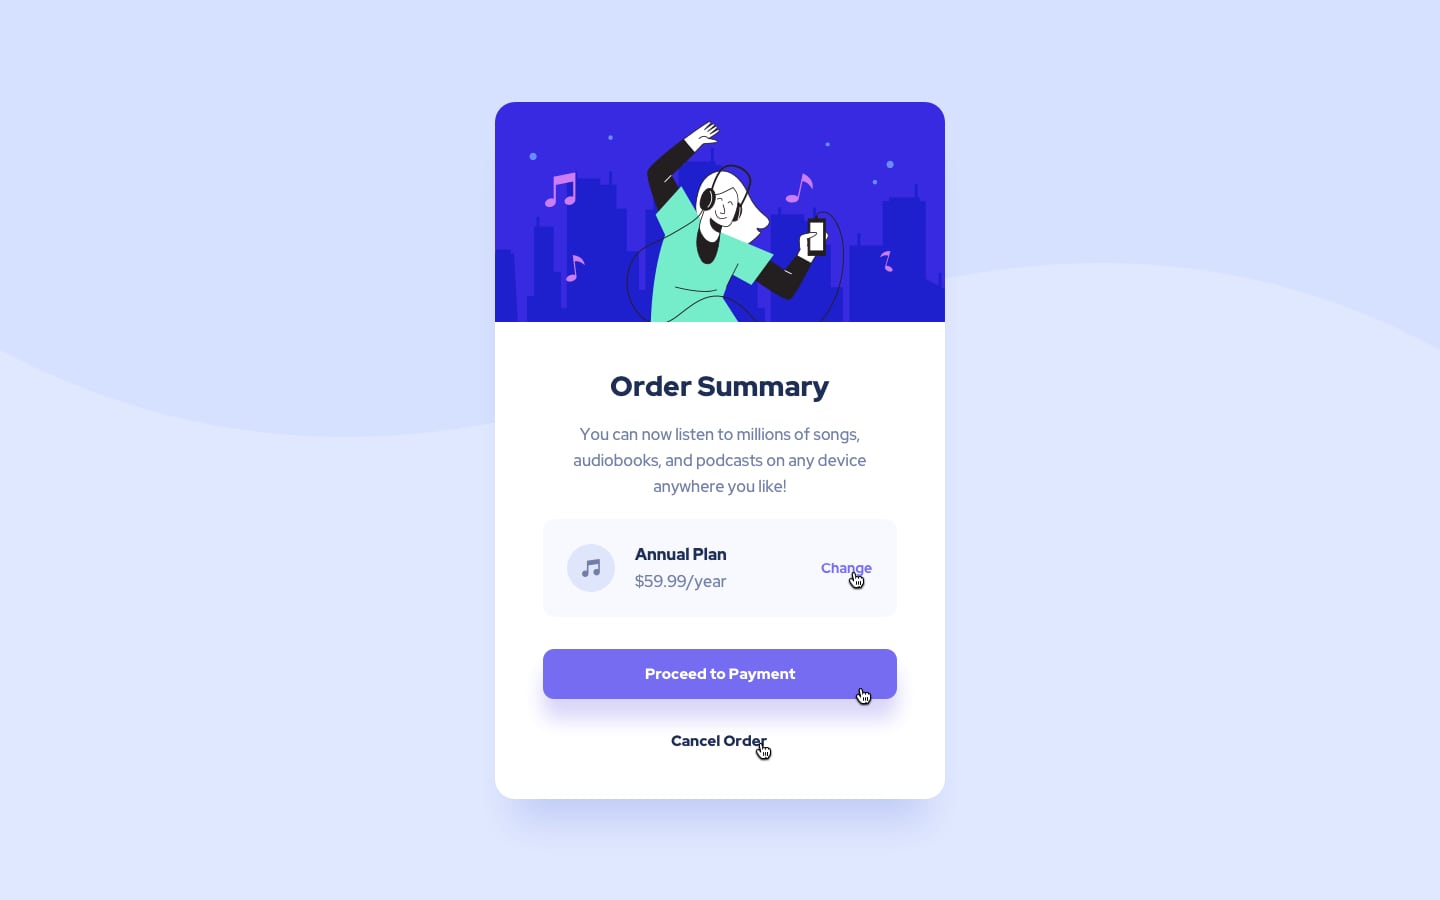 Order Summary
You can now listen to millions of songs,
audiobooks, and podcasts on any device
anywhere you like!
Annual Plan
$59.99/year
Change
Proceed to Payment
Cancel Order